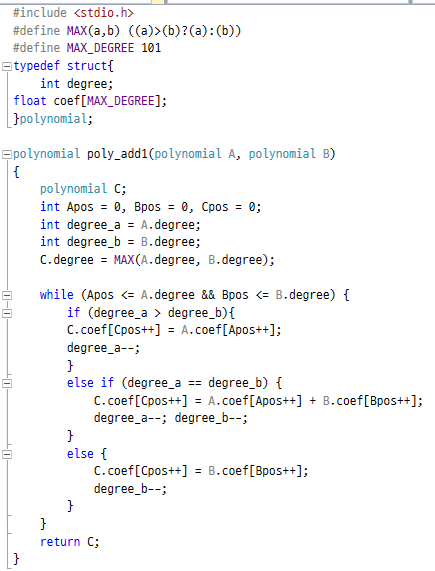 #include <stdio.h>
#define MAX(a,b) ((a)>(b)?(a):(b))
#define MAX_DEGREE 101
typedef struct{
int degree;
float coef[MAX_DEGREE];
}polynomial;
polynomial poly_add1(polynomial A, polynomial B)
{
polynomial C;
int Apos = 0, Bpos = 0, Cpos = 0;
int degree_a = A.degree;
int degree_b = B.degree;
C.degree = MAX(A.degree, B.degree);
while (Apos <= A.degree && Bpos <= B.degree) {
if (degree_a > degree_b){
C.coef[Cpos++] = A.coef[Apos++];
degree_a--;
}
else if (degree_a == degree_b) {
C.coef[Cpos++] = A.coef[Apos++] + B.coef[Bpos++];
degree_a--; degree_b--;
}
else {
C.coef[Cpos++] = B.coef[Bpos++];
degree_b--;
}
}
return C;
}